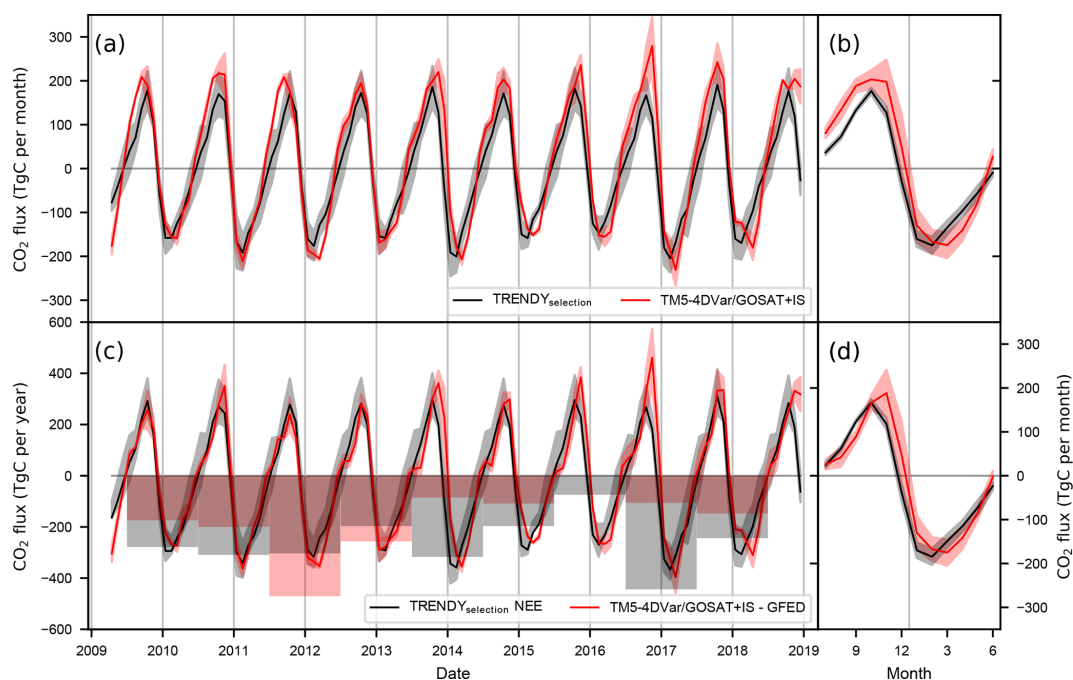 (a)
(b)
CO₂ flux (TgC per month)
300
200
100
0
−100
−200
−300
TRENDYselection
TM5-4DVar/GOSAT+IS
(c)
(d)
CO₂ flux (TgC per year)
600
400
200
0
−200
−400
−600
TRENDYselection NEE
TM5-4DVar/GOSAT+IS - GFED
300
200
100
0
−100
−200
−300
CO₂ flux (TgC per month)
2009 2010 2011 2012 2013 2014 2015 2016 2017 2018 2019
Date
9 12 3 6
Month